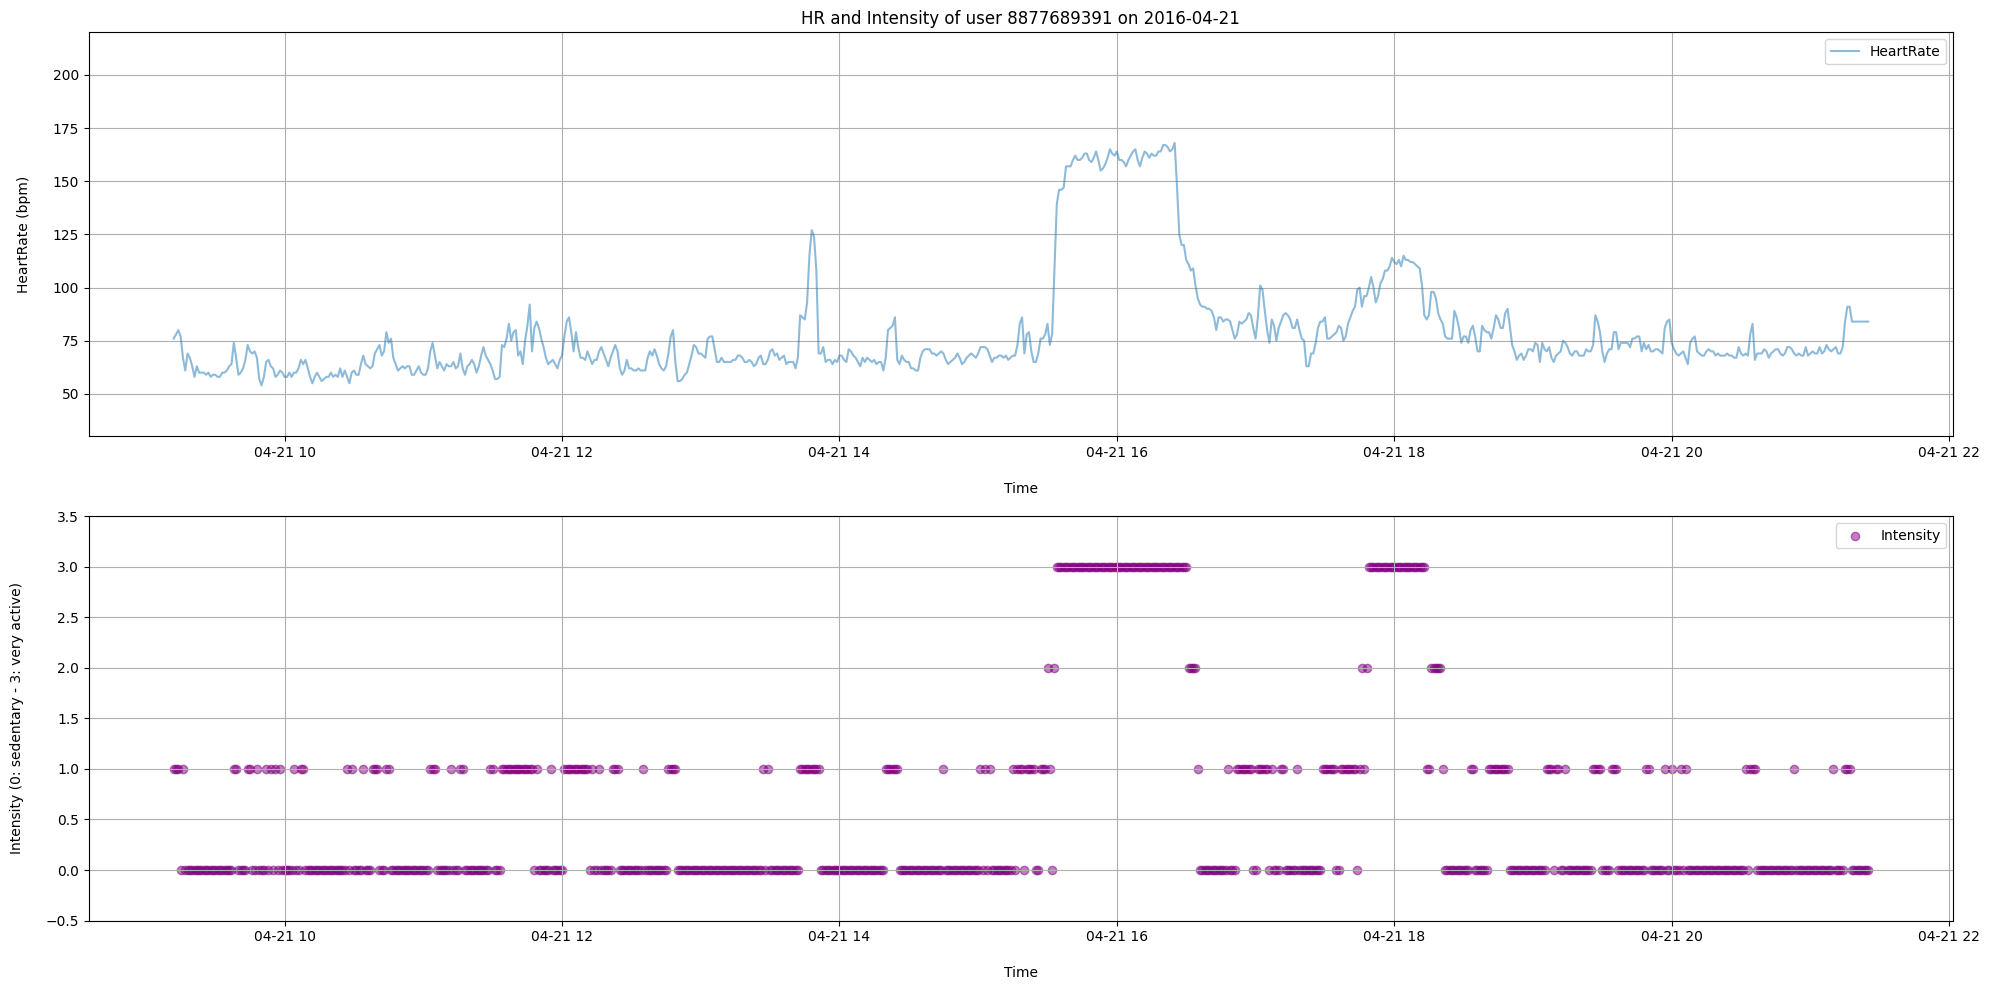 HR and Intensity of user 8877689391 on 2016-04-21
HeartRate
200
175
150
125
100
75
50
HeartRate (bpm)
04-21 10 04-21 12 04-21 14 04-21 16 04-21 18 04-21 20 04-21 22
Time
Intensity
3.5
3.0
2.5
2.0
1.5
1.0
0.5
0.0
−0.5
Intensity (0: sedentary - 3: very active)
04-21 10 04-21 12 04-21 14 04-21 16 04-21 18 04-21 20 04-21 22
Time